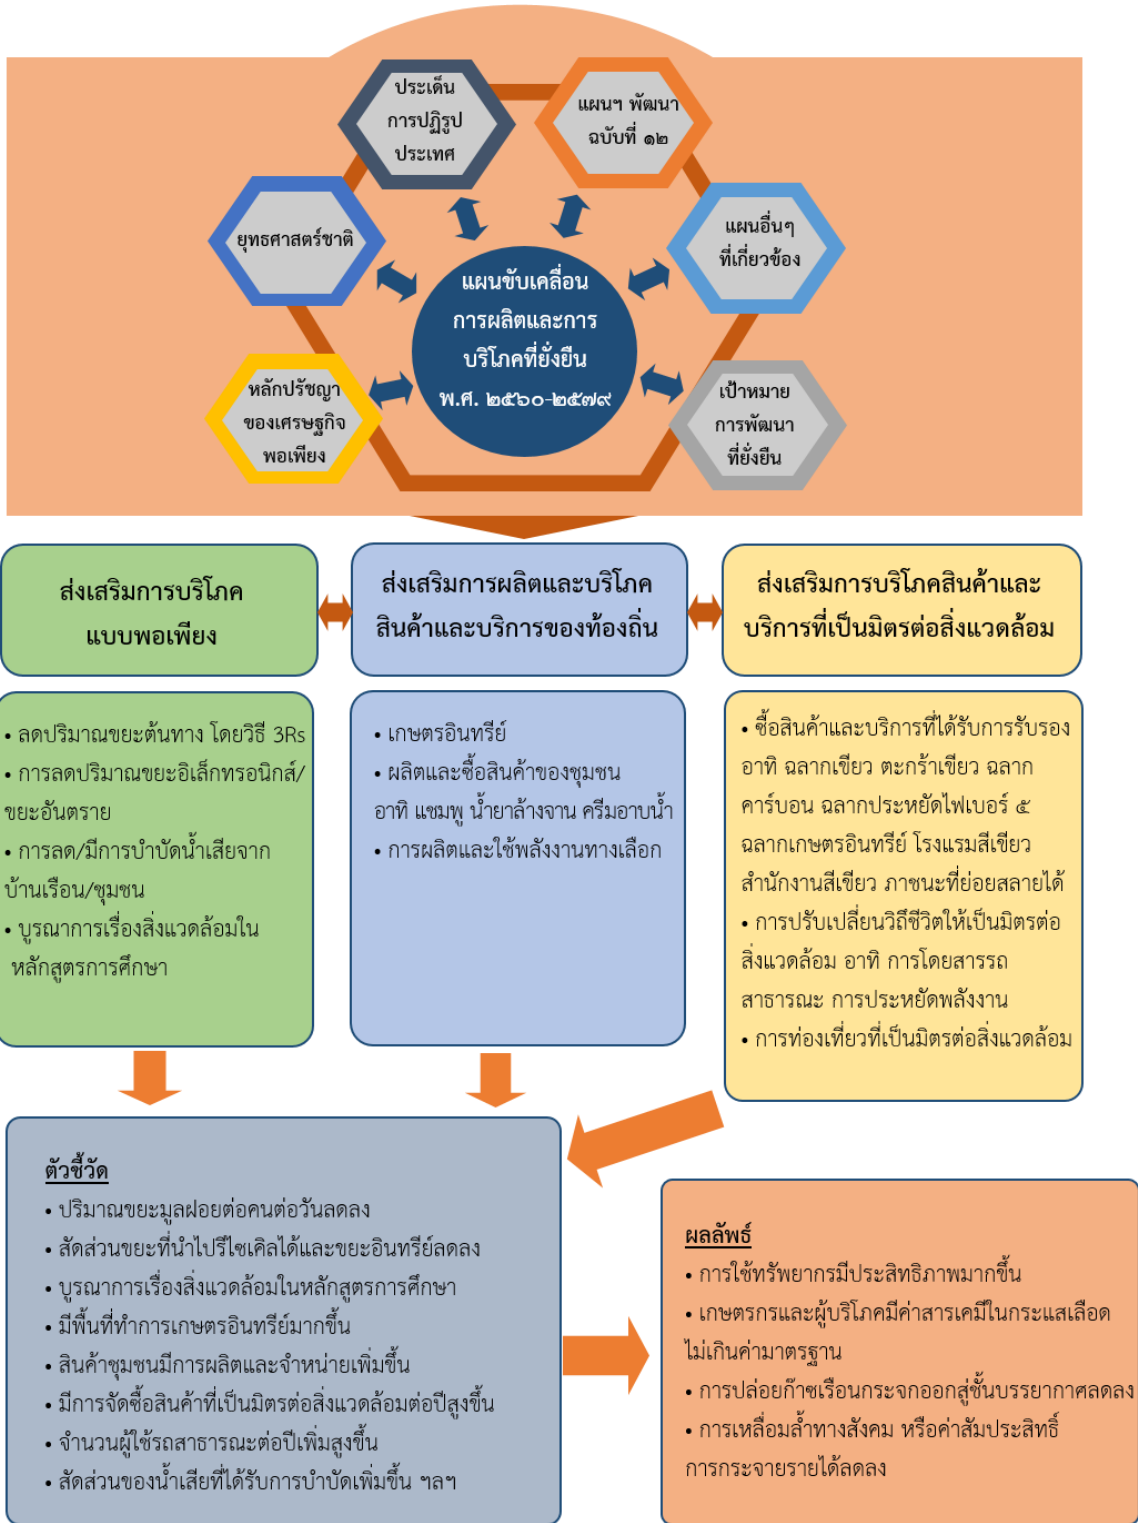 ประเด็น
การปฏิรูป
ประเทศ
แผนฯ พัฒนา
ฉบับที่ ๑๒
ยุทธศาสตร์ชาติ
แผนอื่นๆ
ที่เกี่ยวข้อง
แผนขับเคลื่อน
การผลิตและการ
บริโภคที่ยั่งยืน
พ.ศ. ๒๕๖๐-๒๕๗๙
หลักปรัชญา
ของเศรษฐกิจ
พอเพียง
เป้าหมาย
การพัฒนา
ที่ยั่งยืน
ส่งเสริมการบริโภค
แบบพอเพียง
ส่งเสริมการผลิตและบริโภค
สินค้าและบริการของท้องถิ่น
ส่งเสริมการบริโภคสินค้าและ
บริการที่เป็นมิตรต่อสิ่งแวดล้อม
• ลดปริมาณขยะต้นทาง โดยวิธี 3Rs
• การลดปริมาณขยะอิเล็กทรอนิกส์/
ขยะอันตราย
• การลด/มีการบำบัดน้ำเสียจาก
บ้านเรือน/ชุมชน
• บูรณาการเรื่องสิ่งแวดล้อมใน
หลักสูตรการศึกษา
• เกษตรอินทรีย์
• ผลิตและซื้อสินค้าของชุมชน
อาทิ แชมพู น้ำยาล้างจาน ครีมอาบน้ำ
• การผลิตและใช้พลังงานทางเลือก
• ซื้อสินค้าและบริการที่ได้รับการรับรอง
อาทิ ฉลากเขียว ตะกร้าเขียว ฉลาก
คาร์บอน ฉลากประหยัดไฟเบอร์ ๕
ฉลากเกษตรอินทรีย์ โรงแรมสีเขียว
สำนักงานสีเขียว ภาชนะที่ย่อยสลายได้
• การปรับเปลี่ยนวิถีชีวิตให้เป็นมิตรต่อ
สิ่งแวดล้อม อาทิ การโดยสารรถ
สาธารณะ การประหยัดพลังงาน
• การท่องเที่ยวที่เป็นมิตรต่อสิ่งแวดล้อม
ตัวชี้วัด
• ปริมาณขยะมูลฝอยต่อคนต่อวันลดลง
• สัดส่วนขยะที่นำไปรีไซเคิลได้และขยะอินทรีย์ลดลง
• บูรณาการเรื่องสิ่งแวดล้อมในหลักสูตรการศึกษา
• มีพื้นที่ทำการเกษตรอินทรีย์มากขึ้น
• สินค้าชุมชนมีการผลิตและจำหน่ายเพิ่มขึ้น
• มีการจัดซื้อสินค้าที่เป็นมิตรต่อสิ่งแวดล้อมต่อปีสูงขึ้น
• จำนวนผู้ใช้รถสาธารณะต่อปีเพิ่มสูงขึ้น
• สัดส่วนของน้ำเสียที่ได้รับการบำบัดเพิ่มขึ้น ฯลฯ
ผลลัพธ์
• การใช้ทรัพยากรมีประสิทธิภาพมากขึ้น
• เกษตรกรและผู้บริโภคมีค่าสารเคมีในกระแสเลือด
ไม่เกินค่ามาตรฐาน
• การปล่อยก๊าซเรือนกระจกออกสู่ชั้นบรรยากาศลดลง
• การเหลื่อมล้ำทางสังคม หรือค่าสัมประสิทธิ์
การกระจายรายได้ลดลง